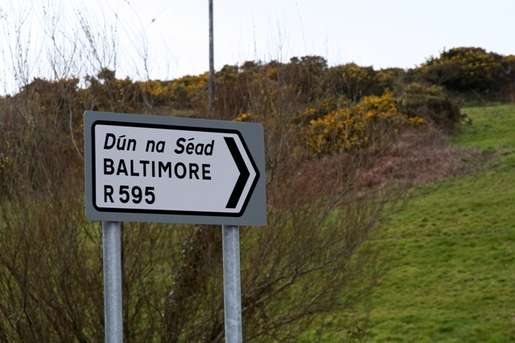 Dún na Séad
BALTIMORE
R595